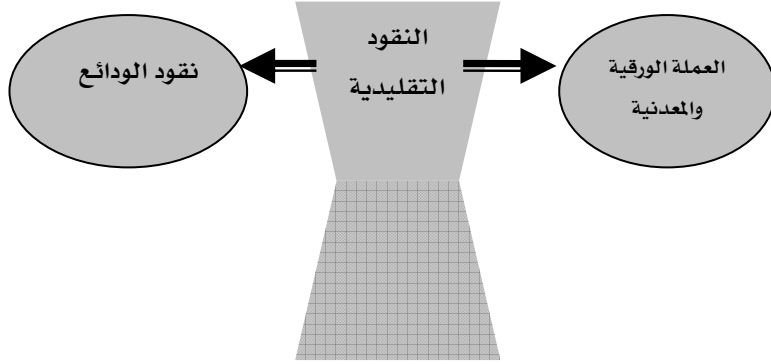 العملة الورقية
والمعدنية
النقود
التقليدية
نقود الودائع